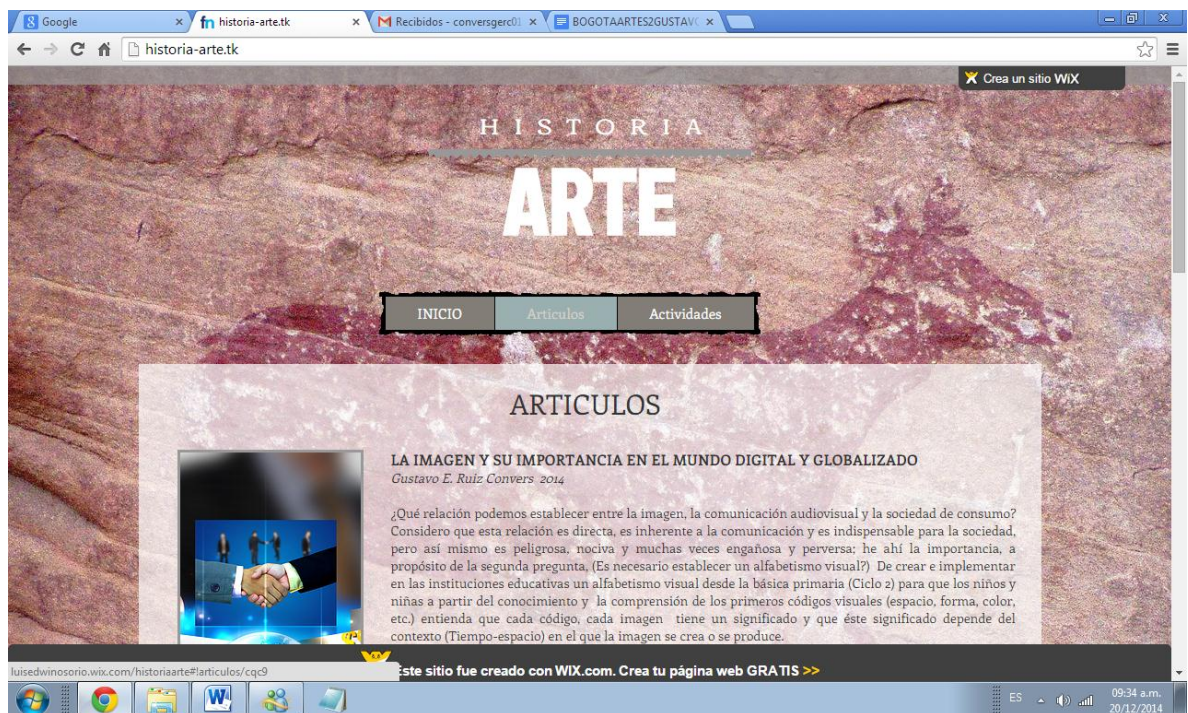 Google
historia-arte.tk
Recibidos - conversgerc01
BOGOTAARTES2GUSTAVO
historia-arte.tk
Crea un sitio WiX
HISTORIA
ARTE
INICIO
Articulos
Actividades
ARTICULOS
LA IMAGEN Y SU IMPORTANCIA EN EL MUNDO DIGITAL Y GLOBALIZADO
Gustavo E. Ruiz Convers 2014
¿Qué relación podemos establecer entre la imagen, la comunicación audiovisual y la sociedad de consumo?
Considero que esta relación es directa, es inherente a la comunicación y es indispensable para la sociedad,
pero así mismo es peligrosa, nociva y muchas veces engañosa y perversa; he ahí la importancia, a
propósito de la segunda pregunta, (Es necesario establecer un alfabetismo visual?) De crear e implementar
en las instituciones educativas un alfabetismo visual desde la básica primaria (Ciclo 2) para que los niños y
niñas a partir del conocimiento y la comprensión de los primeros códigos visuales (espacio, forma, color,
etc.) entienda que cada código, cada imagen tiene un significado y que éste significado depende del
contexto (Tiempo-espacio) en el que la imagen se crea o se produce.
luisedwinosorio.wix.com/historiaarte#!articulos/cqc9
Este sitio fue creado con WIX.com. Crea tu página web GRATIS >>
ES
09:34 a.m.
20/12/2014